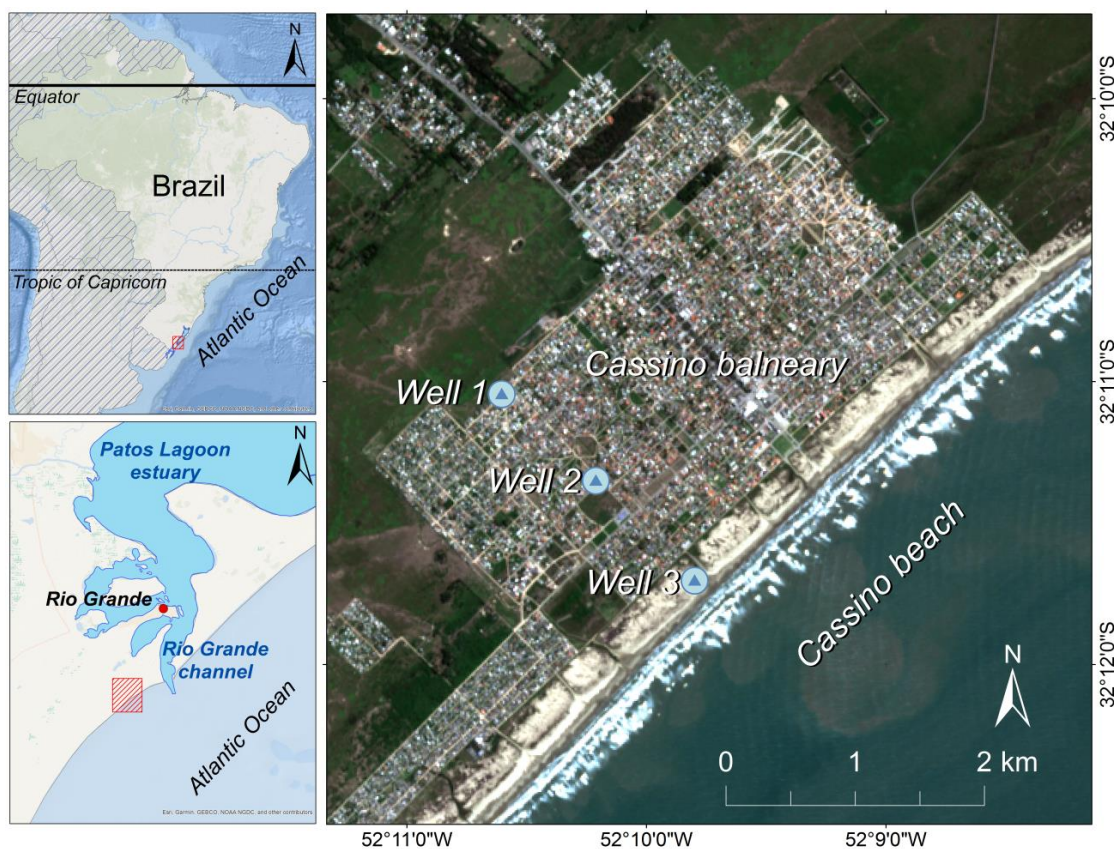 N
Equator
Brazil
Tropic of Capricorn
Atlantic Ocean
N
Patos Lagoon
estuary
Rio Grande
Rio Grande
channel
Atlantic Ocean
Esri, Garmin, GEBCO, NOAA NGDC, and other contributors
Cassino balneary
Well 1
Well 2
Well 3
Cassino beach
N
0 1 2 km
32°10'0"S
32°11'0"S
32°12'0"S
52°11'0"W 52°10'0"W 52°9'0"W